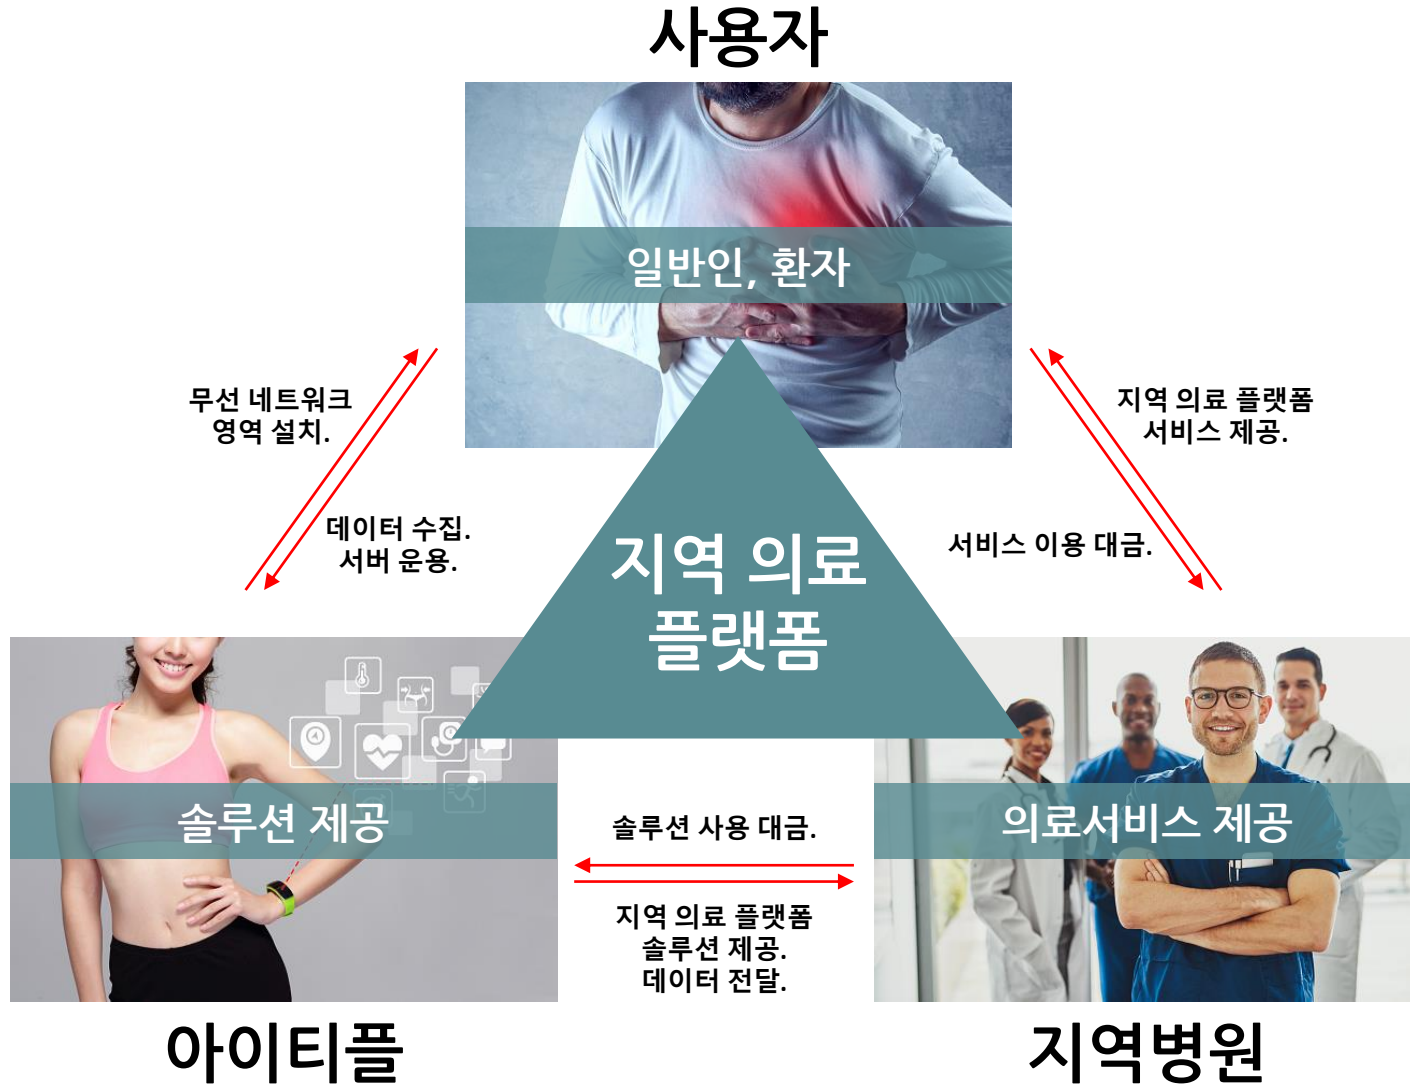 사용자
일반인, 환자
무선 네트워크
영역 설치.
지역 의료 플랫폼
서비스 제공.
데이터 수집.
서버 운용.
서비스 이용 대금.
지역 의료
플랫폼
솔루션 제공
솔루션 사용 대금.
의료서비스 제공
지역 의료 플랫폼
솔루션 제공.
데이터 전달.
아이티플
지역병원